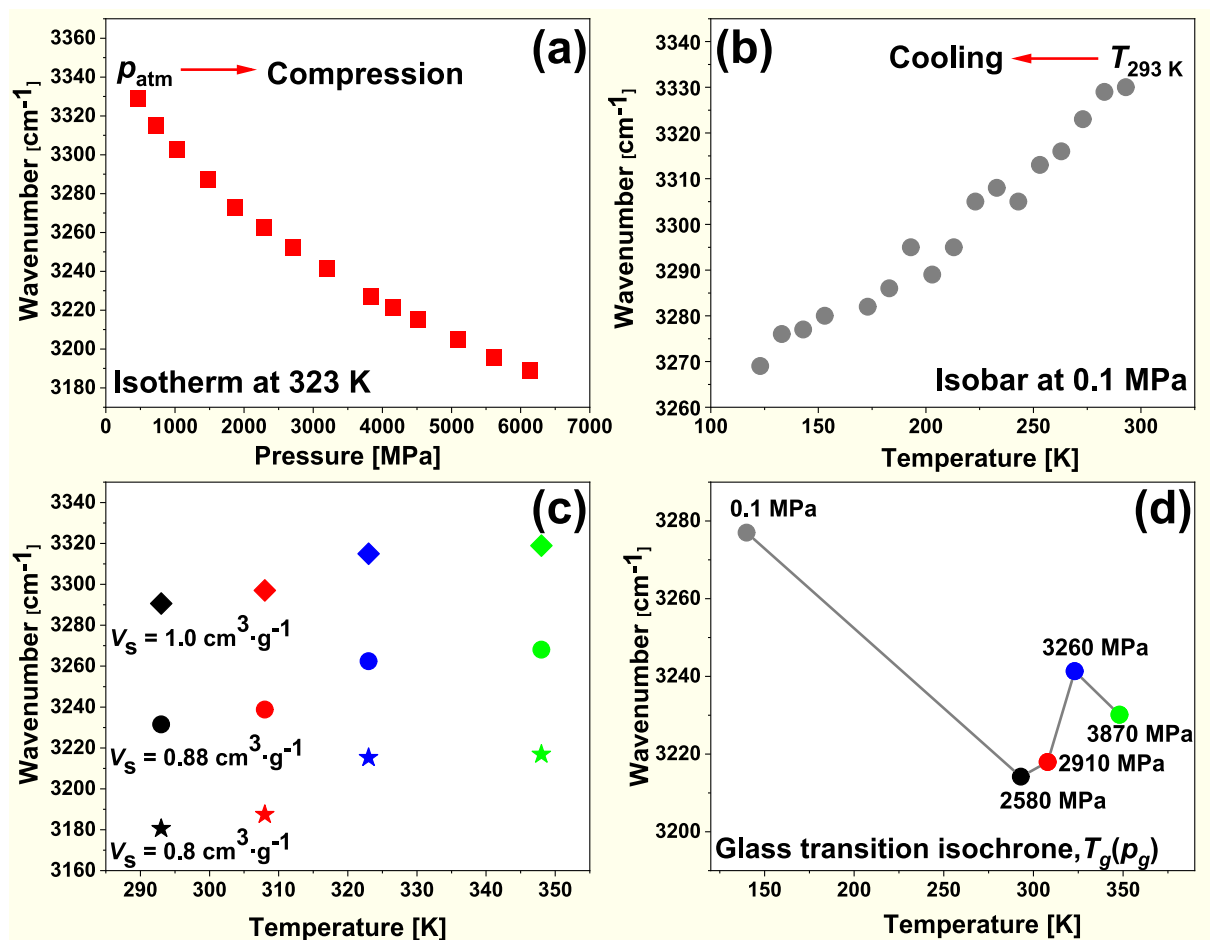 (a)
p_atm → Compression
Wavenumber [cm-1]
3360
3340
3320
3300
3280
3260
3240
3220
3200
3180
Isotherm at 323 K
0 1000 2000 3000 4000 5000 6000 7000
Pressure [MPa]
(b)
Cooling ← T293 K
Wavenumber [cm-1]
3340
3330
3320
3310
3300
3290
3280
3270
3260
Isobar at 0.1 MPa
100 150 200 250 300
Temperature [K]
(c)
Wavenumber [cm-1]
3340
3320
3300
3280
3260
3240
3220
3200
3180
3160
Vs = 1.0 cm3·g-1
Vs = 0.88 cm3·g-1
Vs = 0.8 cm3·g-1
290 300 310 320 330 340 350
Temperature [K]
(d)
Wavenumber [cm-1]
3280
3260
3240
3220
3200
0.1 MPa
3260 MPa
3870 MPa
2910 MPa
2580 MPa
Glass transition isochrone,Tg(pg)
150 200 250 300 350
Temperature [K]